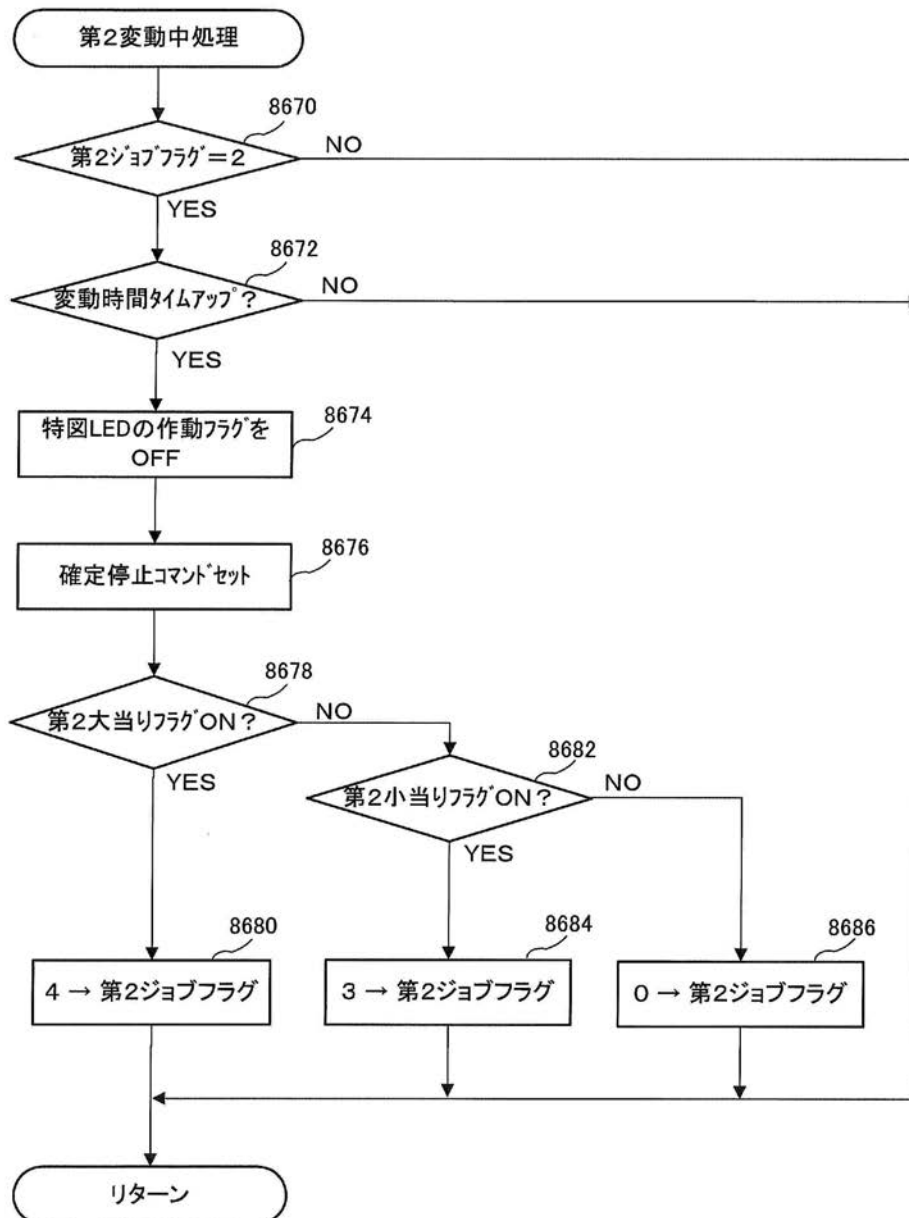 第2変動中処理
8670
第2ジョブフラグ=2
NO
YES
8672
変動時間タイムアップ?
NO
YES
8674
特図LEDの作動フラグを
OFF
8676
確定停止コマンドセット
8678
第2大当りフラグON?
NO
YES
8682
第2小当りフラグON?
NO
YES
8680
4 → 第2ジョブフラグ
8684
3 → 第2ジョブフラグ
8686
0 → 第2ジョブフラグ
リターン